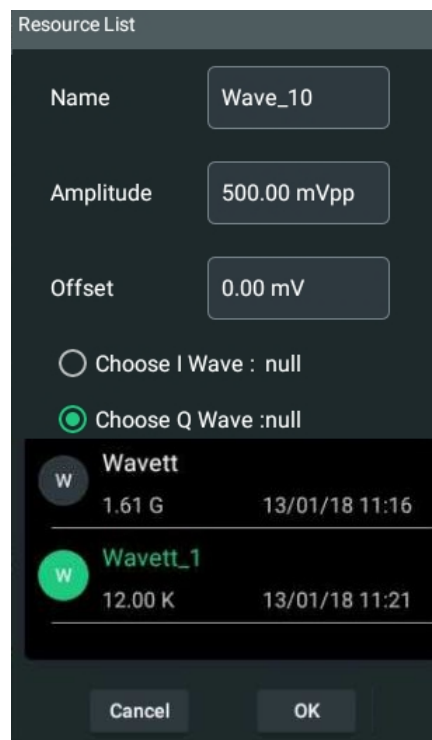 Resource List
Name Wave_10
Amplitude 500.00 mVpp
Offset 0.00 mV
Choose I Wave : null
Choose Q Wave :null
W Wavett
1.61 G 13/01/18 11:16
W Wavett_1
12.00 K 13/01/18 11:21
Cancel OK